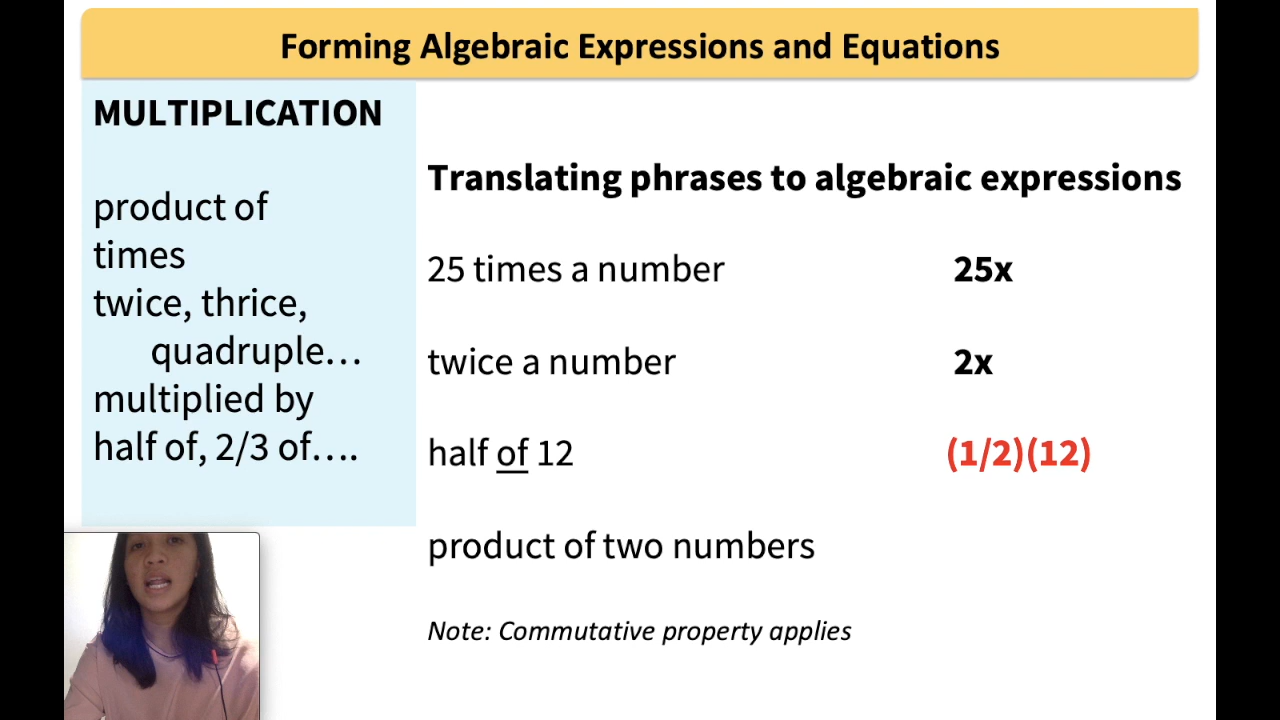 Forming Algebraic Expressions and Equations
MULTIPLICATION
product of
times
twice, thrice,
quadruple…
multiplied by
half of, 2/3 of….
Translating phrases to algebraic expressions
25 times a number 25x
twice a number 2x
half of 12 (1/2)(12)
product of two numbers
Note: Commutative property applies